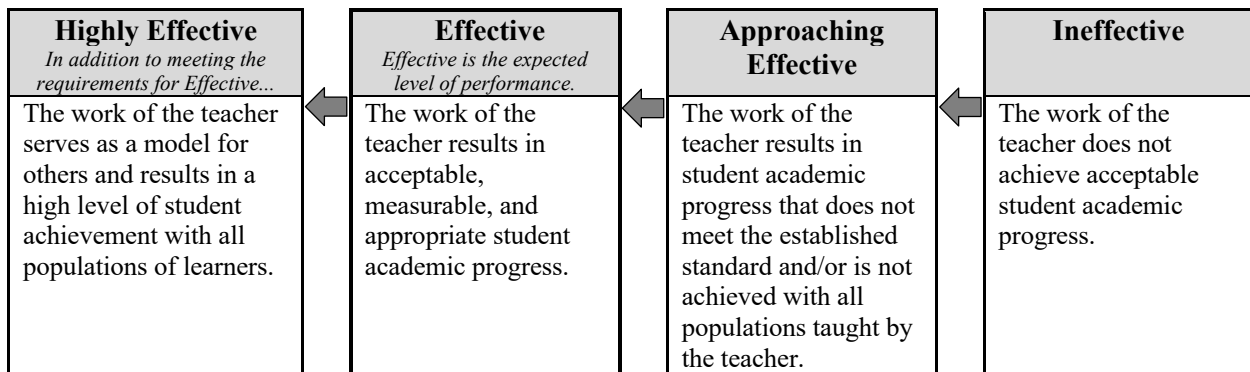 Highly Effective
In addition to meeting the
requirements for Effective...
The work of the teacher
serves as a model for
others and results in a
high level of student
achievement with all
populations of learners.
Effective
Effective is the expected
level of performance.
The work of the
teacher results in
acceptable,
measurable, and
appropriate student
academic progress.
Approaching
Effective
The work of the
teacher results in
student academic
progress that does not
meet the established
standard and/or is not
achieved with all
populations taught by
the teacher.
Ineffective
The work of the
teacher does not
achieve acceptable
student academic
progress.